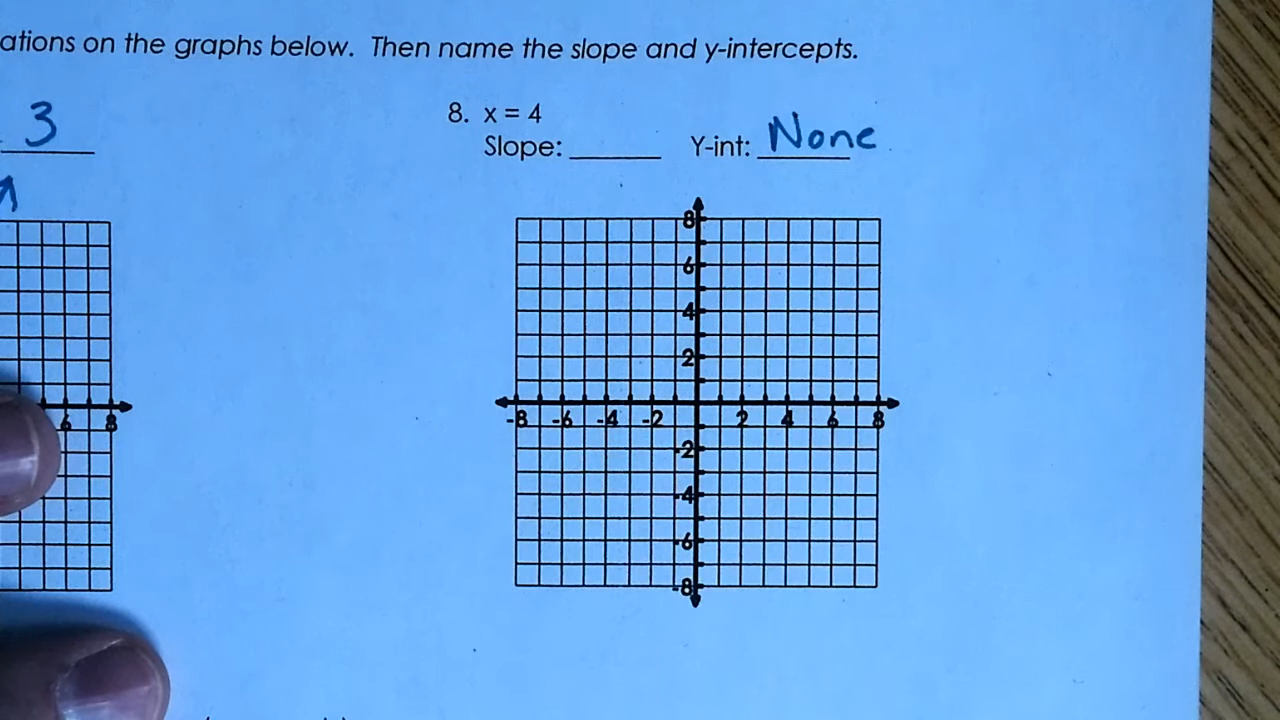 ations on the graphs below. Then name the slope and y-intercepts.
3
8. x = 4
Slope: ______ Y-int: None
8
6
4
2
-8 -6 -4 -2 2 4 6 8
6 8
-2
-4
-6
-8